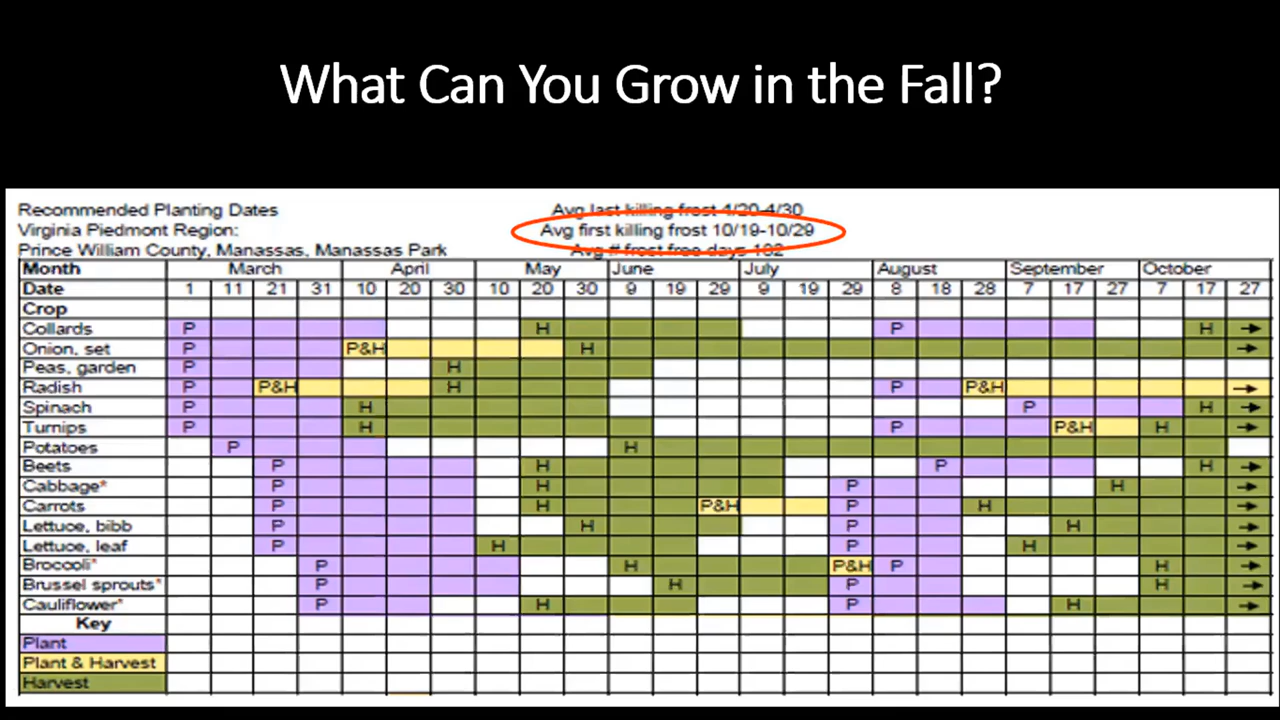 What Can You Grow in the Fall?
Recommended Planting Dates Avg last killing frost 4/20-4/30
Virginia Piedmont Region: Avg first killing frost 10/19-10/29
Prince William County, Manassas, Manassas Park Avg # frost free days 182
Month March April May June July August September October
Date 1 11 21 31 10 20 30 10 20 30 9 19 29 9 19 29 8 18 28 7 17 27 7 17 27
Crop
Collards P H P H →
Onion, set P P&H H →
Peas, garden P H
Radish P P&H H P P&H →
Spinach P H P H →
Turnips P H P P&H H →
Potatoes P H
Beets P H P H →
Cabbage* P H P H →
Carrots P H P&H P H →
Lettuce, bibb P H P H →
Lettuce, leaf P H P H →
Broccoli* P H P&H P H →
Brussel sprouts* P H P H →
Cauliflower* P H P H →
Key
Plant
Plant & Harvest
Harvest